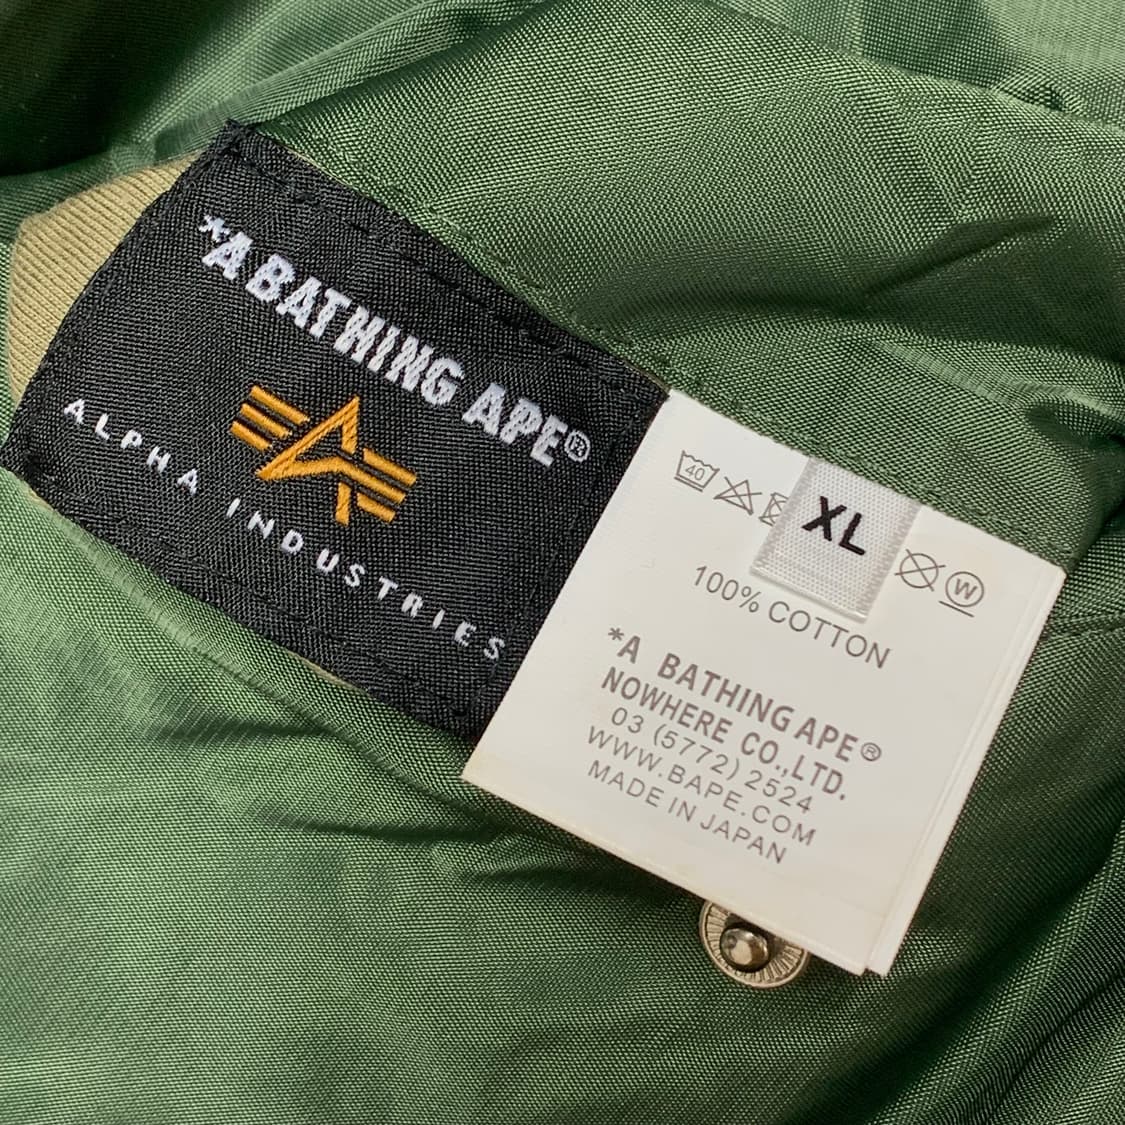 *A BATHING APE®
ALPHA INDUSTRIES
40
XL
W
100% COTTON
*A BATHING APE®
NOWHERE CO.,LTD.
03 (5772) 2524
WWW.BAPE.COM
MADE IN JAPAN